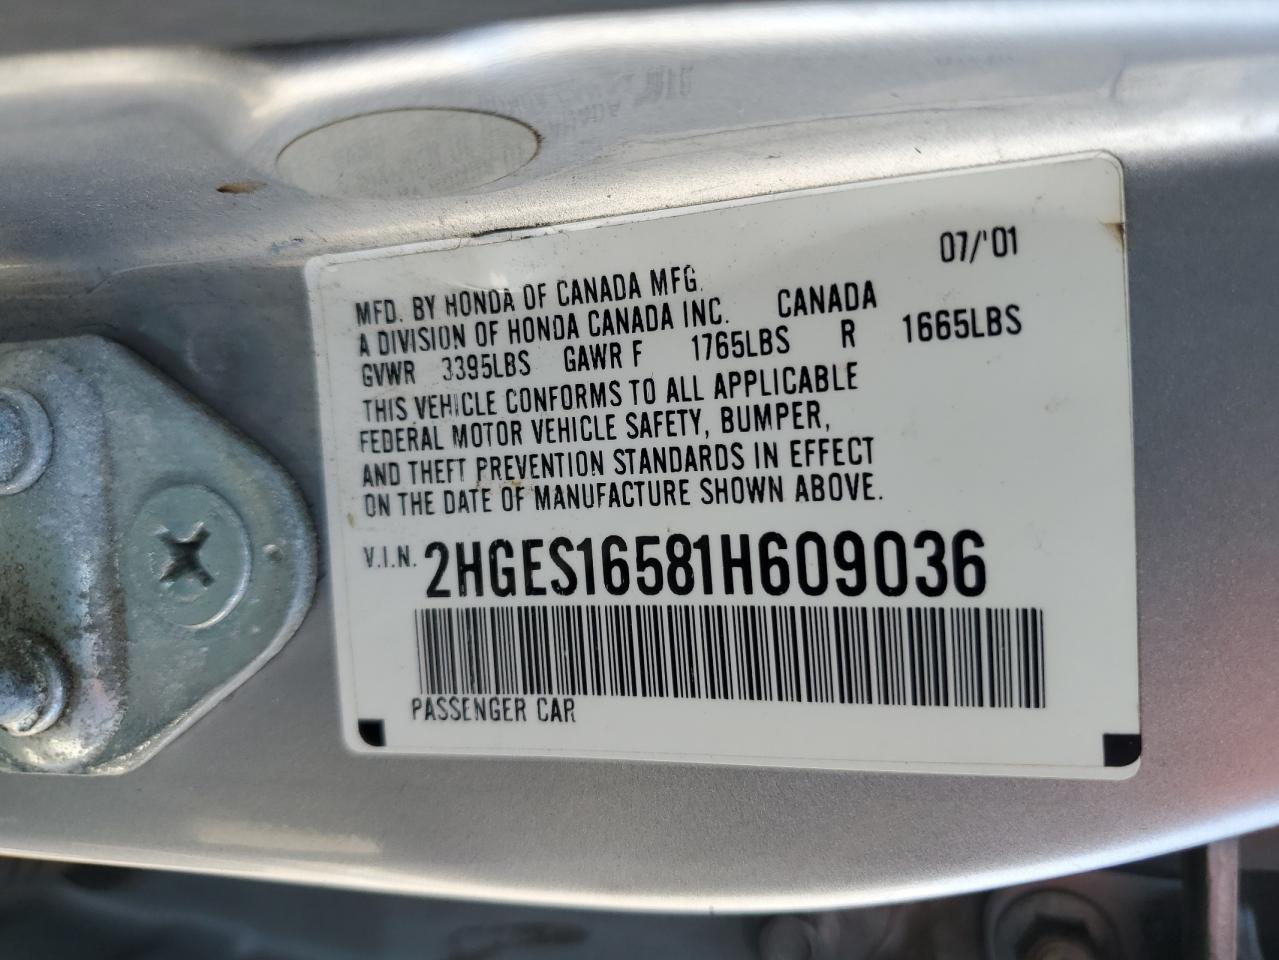 07/'01
MFD. BY HONDA OF CANADA MFG.
A DIVISION OF HONDA CANADA INC. CANADA
GVWR 3395LBS GAWR F 1765LBS R 1665LBS
THIS VEHICLE CONFORMS TO ALL APPLICABLE
FEDERAL MOTOR VEHICLE SAFETY, BUMPER,
AND THEFT PREVENTION STANDARDS IN EFFECT
ON THE DATE OF MANUFACTURE SHOWN ABOVE.
V.I.N. 2HGES16581H609036
PASSENGER CAR